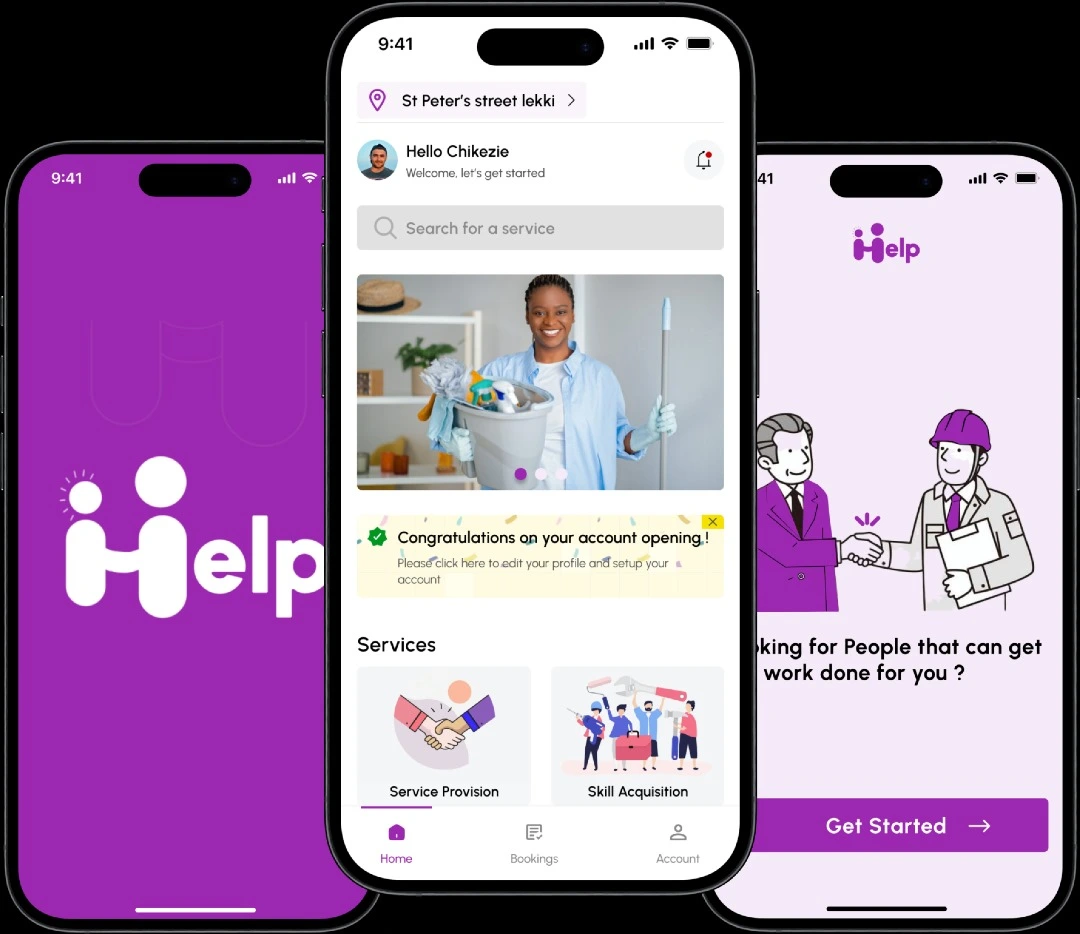 9:41
Help
9:41
St Peter's street lekki
Hello Chikezie
Welcome, let's get started
Search for a service
Congratulations on your account opening !
Please click here to edit your profile and setup your
account
Services
Service Provision
Skill Acquisition
Home
Bookings
Account
41
Help
king for People that can get
work done for you ?
Get Started